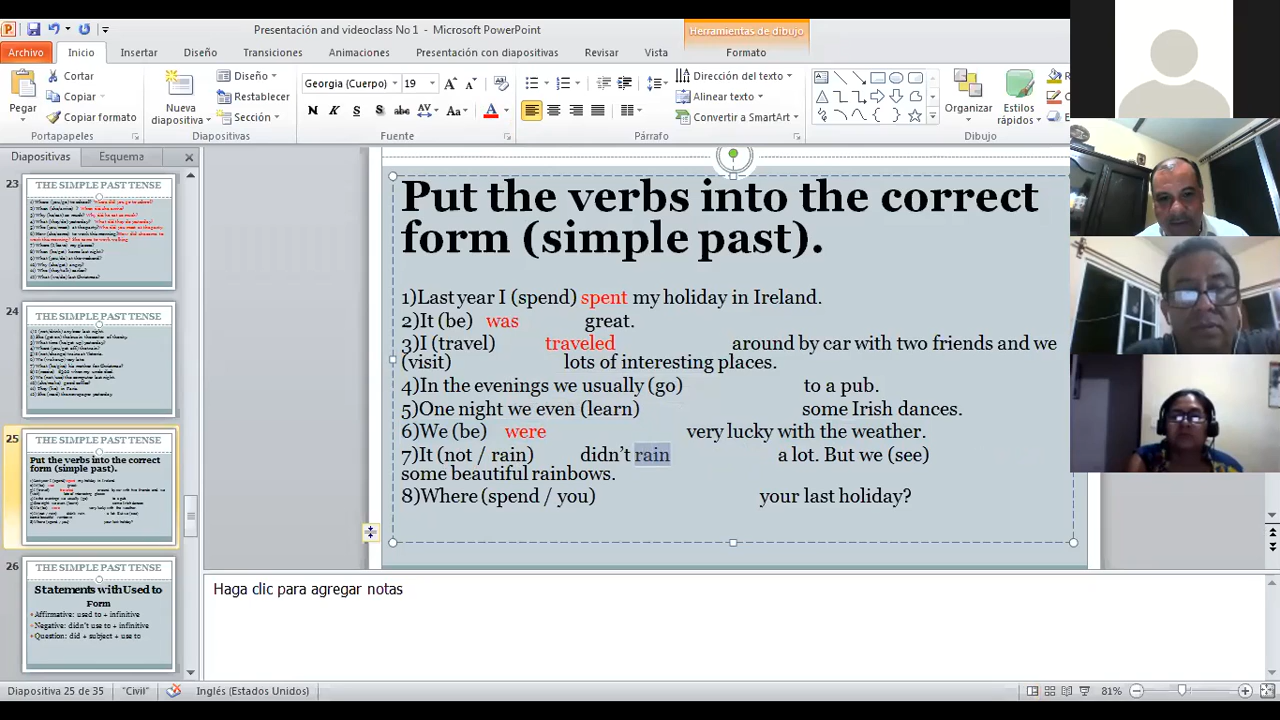 Presentación and videoclass No 1 - Microsoft PowerPoint
Herramientas de dibujo
Archivo Inicio Insertar Diseño Transiciones Animaciones Presentación con diapositivas Revisar Vista Formato
Pegar
Cortar
Copiar
Copiar formato
Portapapeles
Nueva diapositiva
Diseño
Restablecer
Sección
Diapositivas
Georgia (Cuerpo) 19
N K S S abc AV Aa A
Fuente
Dirección del texto
Alinear texto
Convertir a SmartArt
Párrafo
Organizar
Estilos rápidos
Dibujo
Diapositivas Esquema
23
THE SIMPLE PAST TENSE
24
THE SIMPLE PAST TENSE
25
THE SIMPLE PAST TENSE
Put the verbs into the correct
form (simple past).
26
THE SIMPLE PAST TENSE
Statements with Used to
Form
Affirmative: used to + infinitive
Negative: didn't use to + infinitive
Question: did + subject + use to
Put the verbs into the correct
form (simple past).
1)Last year I (spend) spent my holiday in Ireland.
2)It (be) was great.
3)I (travel) traveled around by car with two friends and we
(visit) lots of interesting places.
4)In the evenings we usually (go) to a pub.
5)One night we even (learn) some Irish dances.
6)We (be) were very lucky with the weather.
7)It (not / rain) didn’t rain a lot. But we (see)
some beautiful rainbows.
8)Where (spend / you) your last holiday?
Haga clic para agregar notas
Diapositiva 25 de 35 "Civil" Inglés (Estados Unidos) 81%